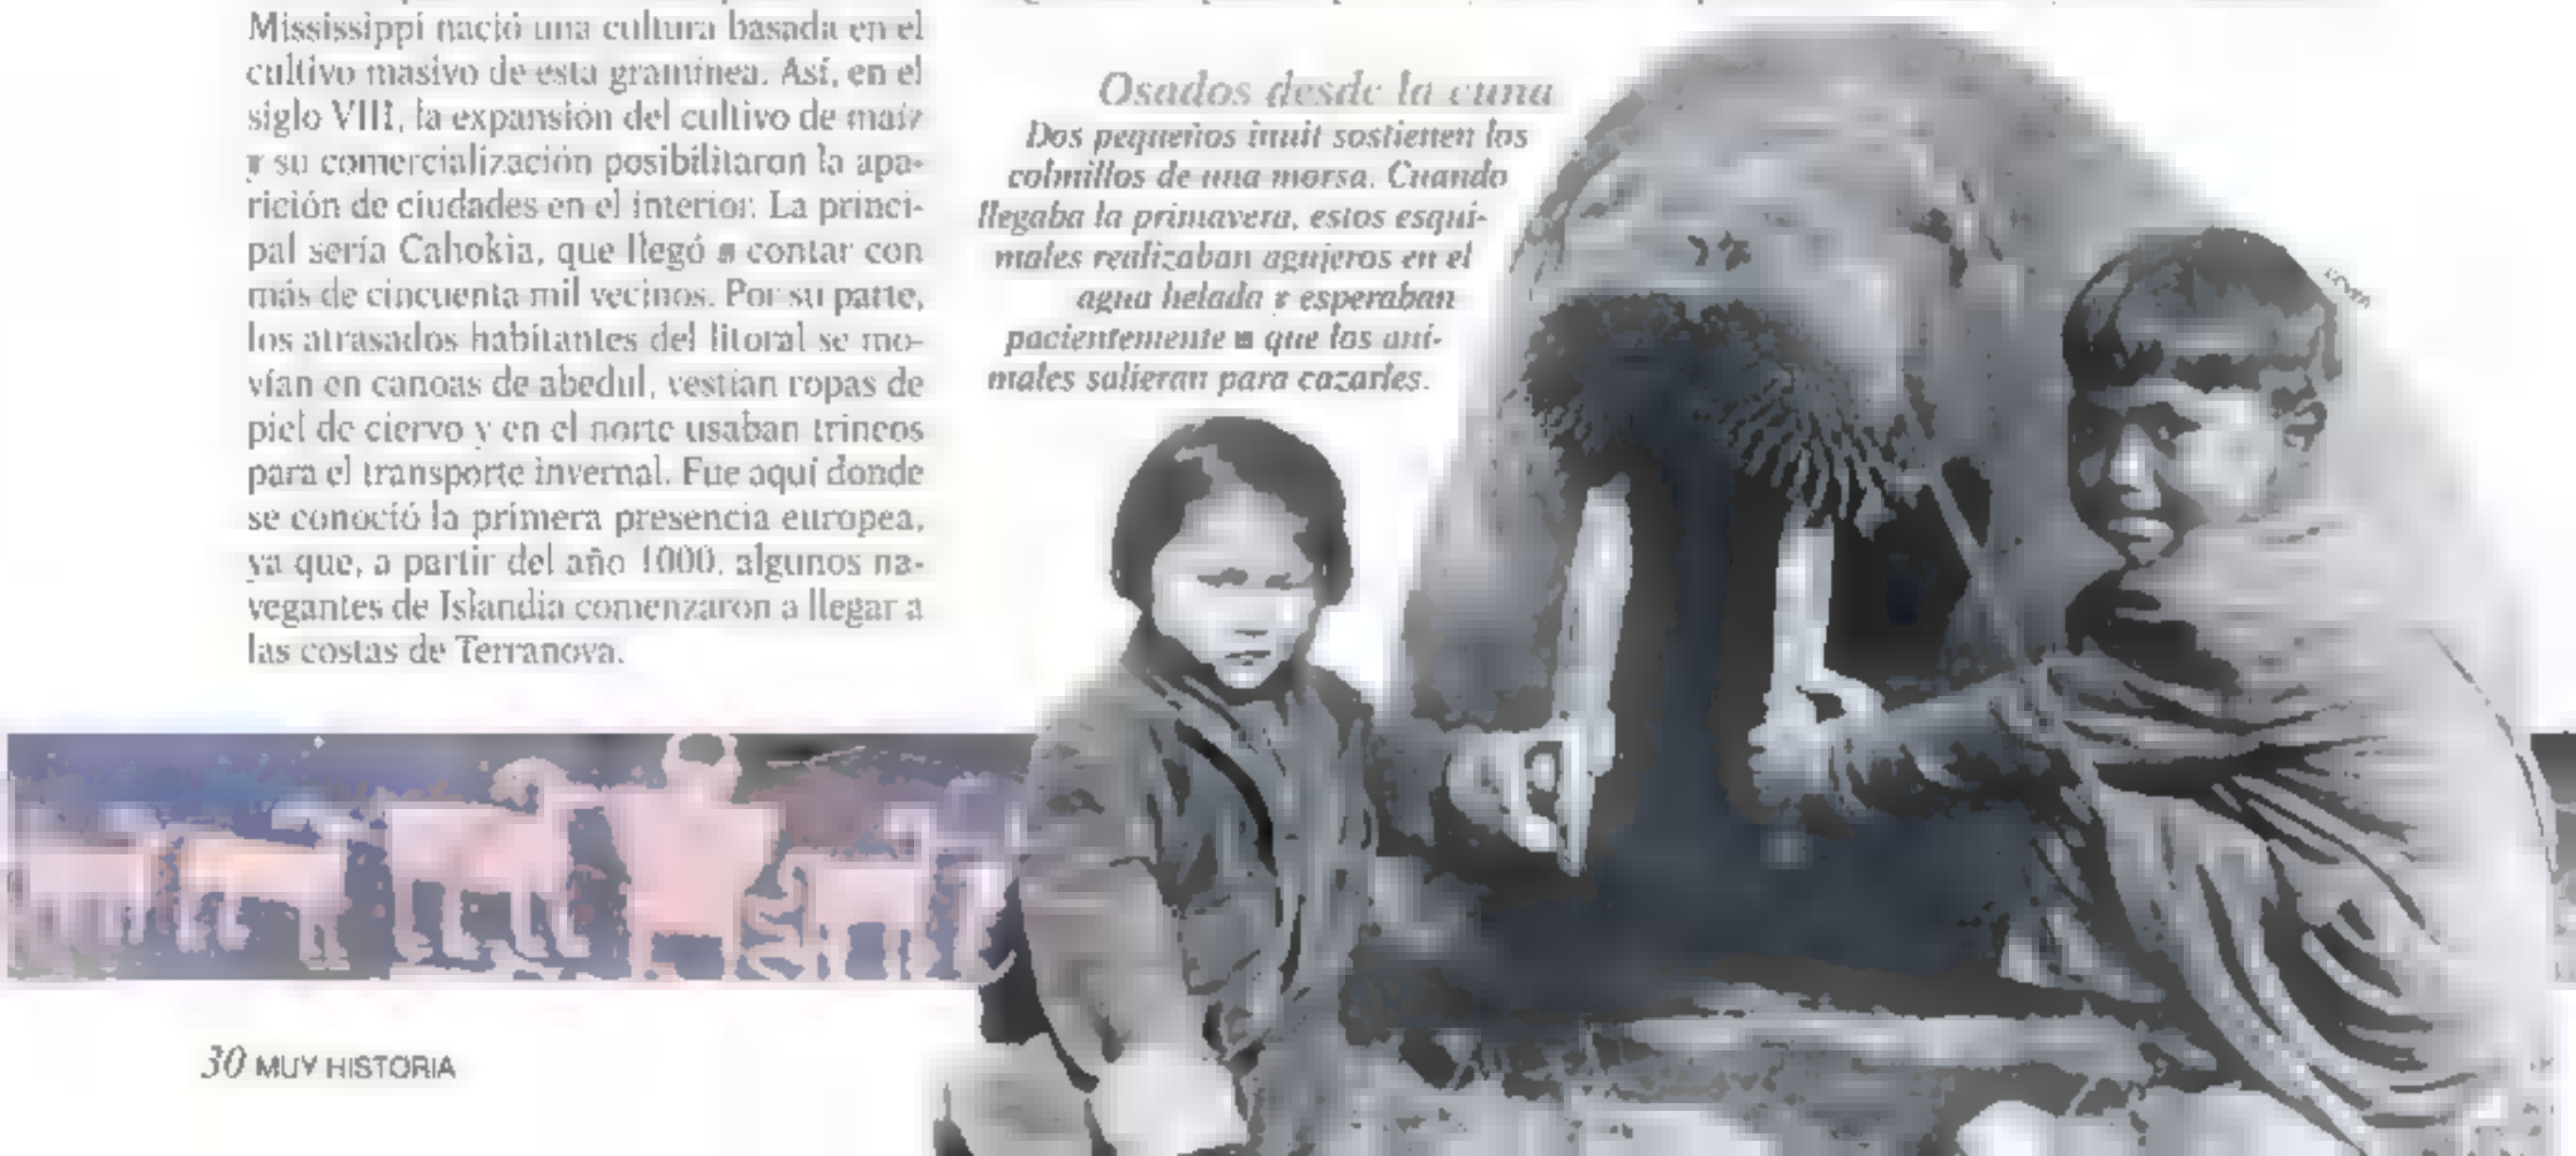 Mississippi nació una cultura basada en el
cultivo masivo de esta gramínea. Así, en el
siglo VIII, la expansión del cultivo de maíz
y su comercialización posibilitaron la apa-
rición de ciudades en el interior. La princi-
pal sería Cahokia, que llegó a contar con
más de cincuenta mil vecinos. Por su parte,
los atrasados habitantes del litoral se mo-
vían en canoas de abedul, vestían ropas de
piel de ciervo y en el norte usaban trineos
para el transporte invernal. Fue aquí donde
se conoció la primera presencia europea,
ya que, a partir del año 1000, algunos na-
vegantes de Islandia comenzaron a llegar a
las costas de Terranova.
Osados desde la cuna
Dos pequeños inuit sostienen los
colmillos de una morsa. Cuando
llegaba la primavera, estos esqui-
males realizaban agujeros en el
agua helada y esperaban
pacientemente a que los ani-
males salieran para cazarles.
30 MUY HISTORIA